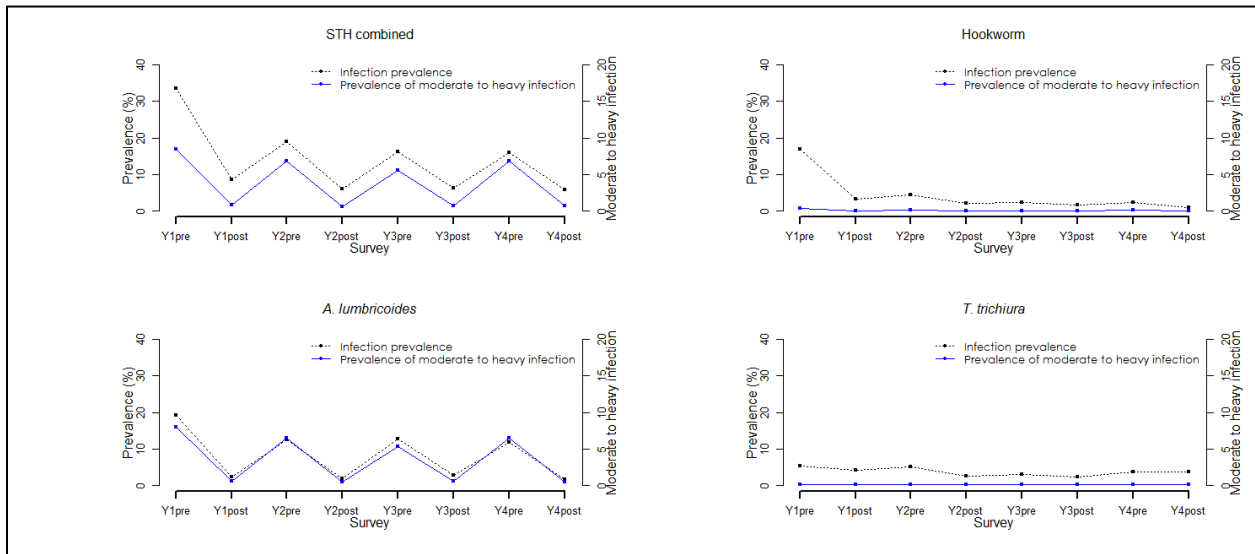 STH combined
Infection prevalence
Prevalence of moderate to heavy infection
Prevalence (%)
0 10 20 30 40
Moderate to heavy infection
0 5 10 15 20
Y1pre Y1post Y2pre Y2post Y3pre Y3post Y4pre Y4post
Survey
Hookworm
Infection prevalence
Prevalence of moderate to heavy infection
Prevalence (%)
0 10 20 30 40
Moderate to heavy infection
0 5 10 15 20
Y1pre Y1post Y2pre Y2post Y3pre Y3post Y4pre Y4post
Survey
A. lumbricoides
Infection prevalence
Prevalence of moderate to heavy infection
Prevalence (%)
0 10 20 30 40
Moderate to heavy infection
0 5 10 15 20
Y1pre Y1post Y2pre Y2post Y3pre Y3post Y4pre Y4post
Survey
T. trichiura
Infection prevalence
Prevalence of moderate to heavy infection
Prevalence (%)
0 10 20 30 40
Moderate to heavy infection
0 5 10 15 20
Y1pre Y1post Y2pre Y2post Y3pre Y3post Y4pre Y4post
Survey